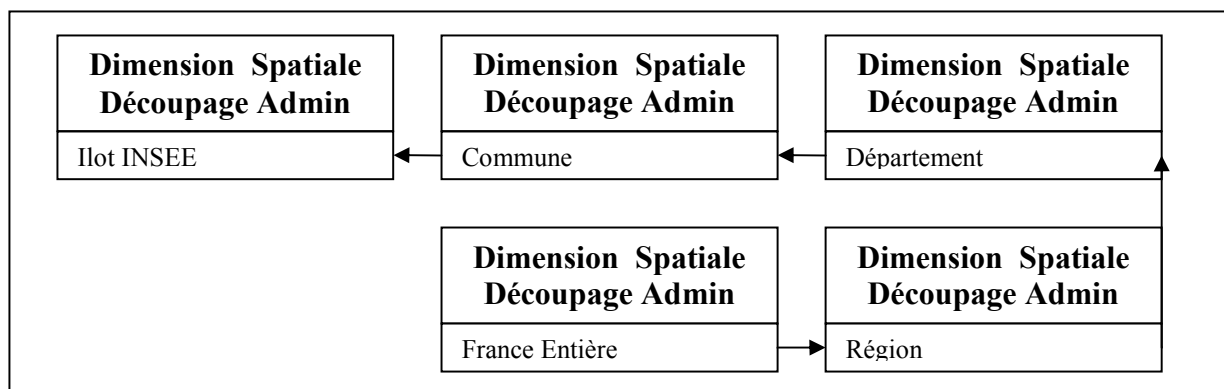 Dimension Spatiale
Découpage Admin
Ilot INSEE
Dimension Spatiale
Découpage Admin
Commune
Dimension Spatiale
Découpage Admin
Département
Dimension Spatiale
Découpage Admin
France Entière
Dimension Spatiale
Découpage Admin
Région